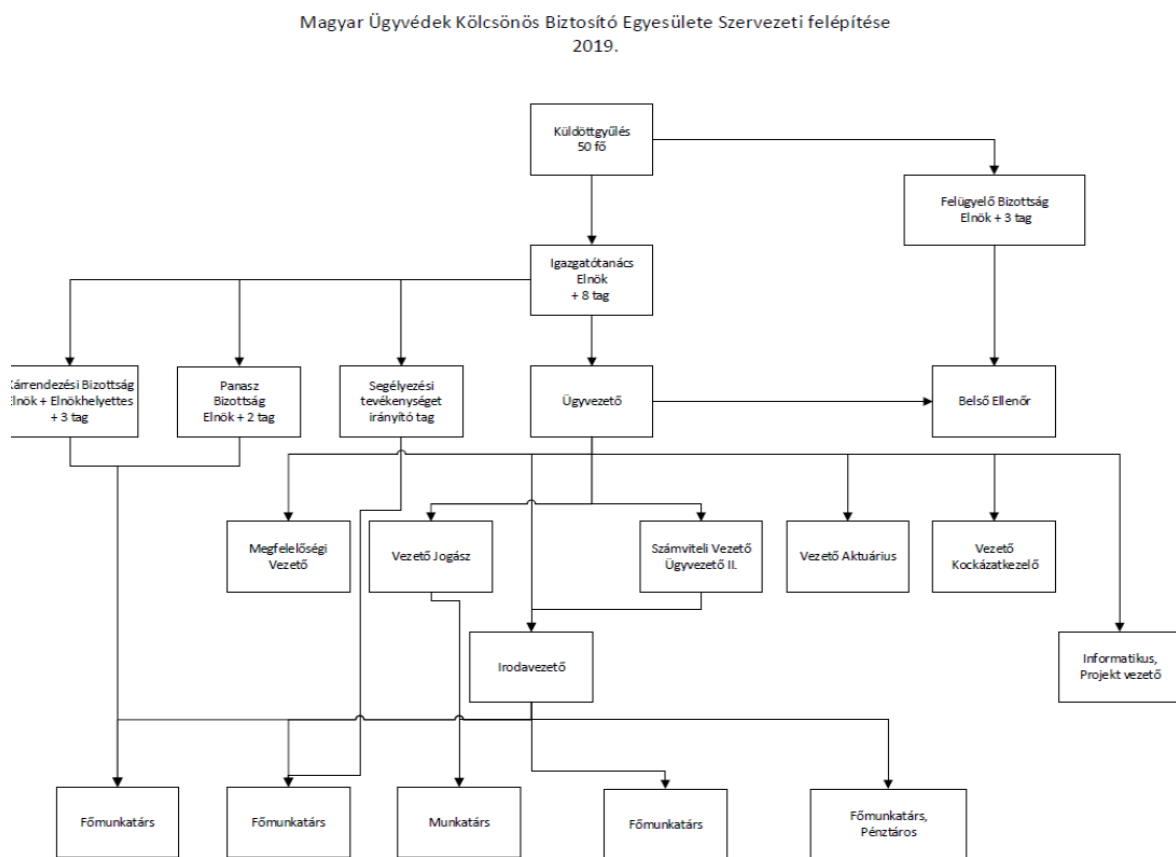 Magyar Ügyvédek Kölcsönös Biztosító Egyesülete Szervezeti felépítése
2019.
Küldöttgyűlés
50 fő
Felügyelő Bizottság
Elnök + 3 tag
Igazgatótanács
Elnök
+ 8 tag
Kárrendezési Bizottság
Elnök + Elnökhelyettes
+ 3 tag
Panasz
Bizottság
Elnök + 2 tag
Segélyezési
tevékenységet
irányító tag
Ügyvezető
Belső Ellenőr
Megfelelőségi
Vezető
Vezető Jogász
Számviteli Vezető
Ügyvezető II.
Vezető Aktuárius
Vezető
Kockázatkezelő
Irodavezető
Informatikus,
Projekt vezető
Főmunkatárs
Főmunkatárs
Munkatárs
Főmunkatárs
Főmunkatárs,
Pénztáros